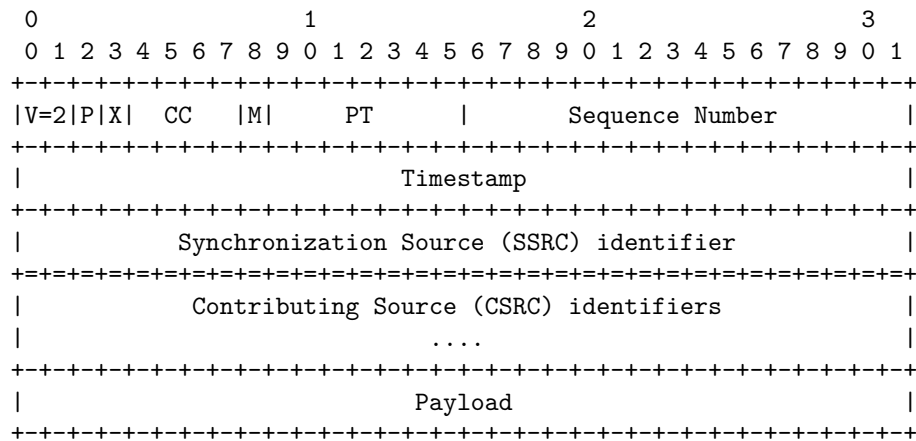 0                   1                   2                   3
 0 1 2 3 4 5 6 7 8 9 0 1 2 3 4 5 6 7 8 9 0 1 2 3 4 5 6 7 8 9 0 1
+-+-+-+-+-+-+-+-+-+-+-+-+-+-+-+-+-+-+-+-+-+-+-+-+-+-+-+-+-+-+-+-+
|V=2|P|X|  CC   |M|     PT      |       Sequence Number         |
+-+-+-+-+-+-+-+-+-+-+-+-+-+-+-+-+-+-+-+-+-+-+-+-+-+-+-+-+-+-+-+-+
|                           Timestamp                           |
+-+-+-+-+-+-+-+-+-+-+-+-+-+-+-+-+-+-+-+-+-+-+-+-+-+-+-+-+-+-+-+-+
|           Synchronization Source (SSRC) identifier            |
+=+=+=+=+=+=+=+=+=+=+=+=+=+=+=+=+=+=+=+=+=+=+=+=+=+=+=+=+=+=+=+=+
|            Contributing Source (CSRC) identifiers             |
|                             ....                              |
+-+-+-+-+-+-+-+-+-+-+-+-+-+-+-+-+-+-+-+-+-+-+-+-+-+-+-+-+-+-+-+-+
|                            Payload                            |
+-+-+-+-+-+-+-+-+-+-+-+-+-+-+-+-+-+-+-+-+-+-+-+-+-+-+-+-+-+-+-+-+